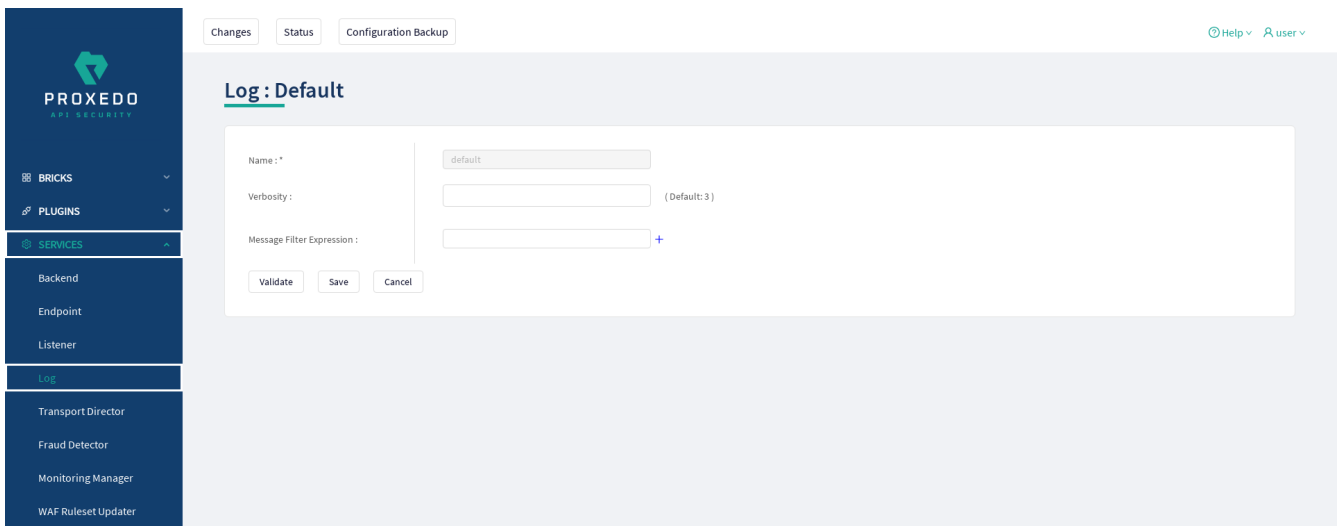 Changes Status Configuration Backup Help user
PROXEDO
API SECURITY
Log : Default
Name : * default
BRICKS
Verbosity : ( Default: 3 )
PLUGINS
Message Filter Expression : +
SERVICES
Backend
Validate Save Cancel
Endpoint
Listener
Log
Transport Director
Fraud Detector
Monitoring Manager
WAF Ruleset Updater